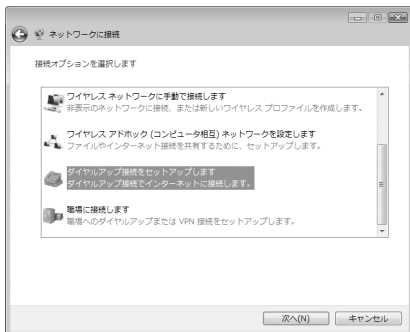 ネットワークに接続
接続オプションを選択します
ワイヤレス ネットワークに手動で接続します
非表示のネットワークに接続、または新しいワイヤレス プロファイルを作成します。
ワイヤレス アドホック (コンピュータ相互) ネットワークを設定します
ファイルやインターネット接続を共有するために、セットアップします。
ダイヤルアップ接続をセットアップします
ダイヤルアップ接続でインターネットに接続します。
職場に接続します
職場へのダイヤルアップまたは VPN 接続をセットアップします。
次へ(N)
キャンセル